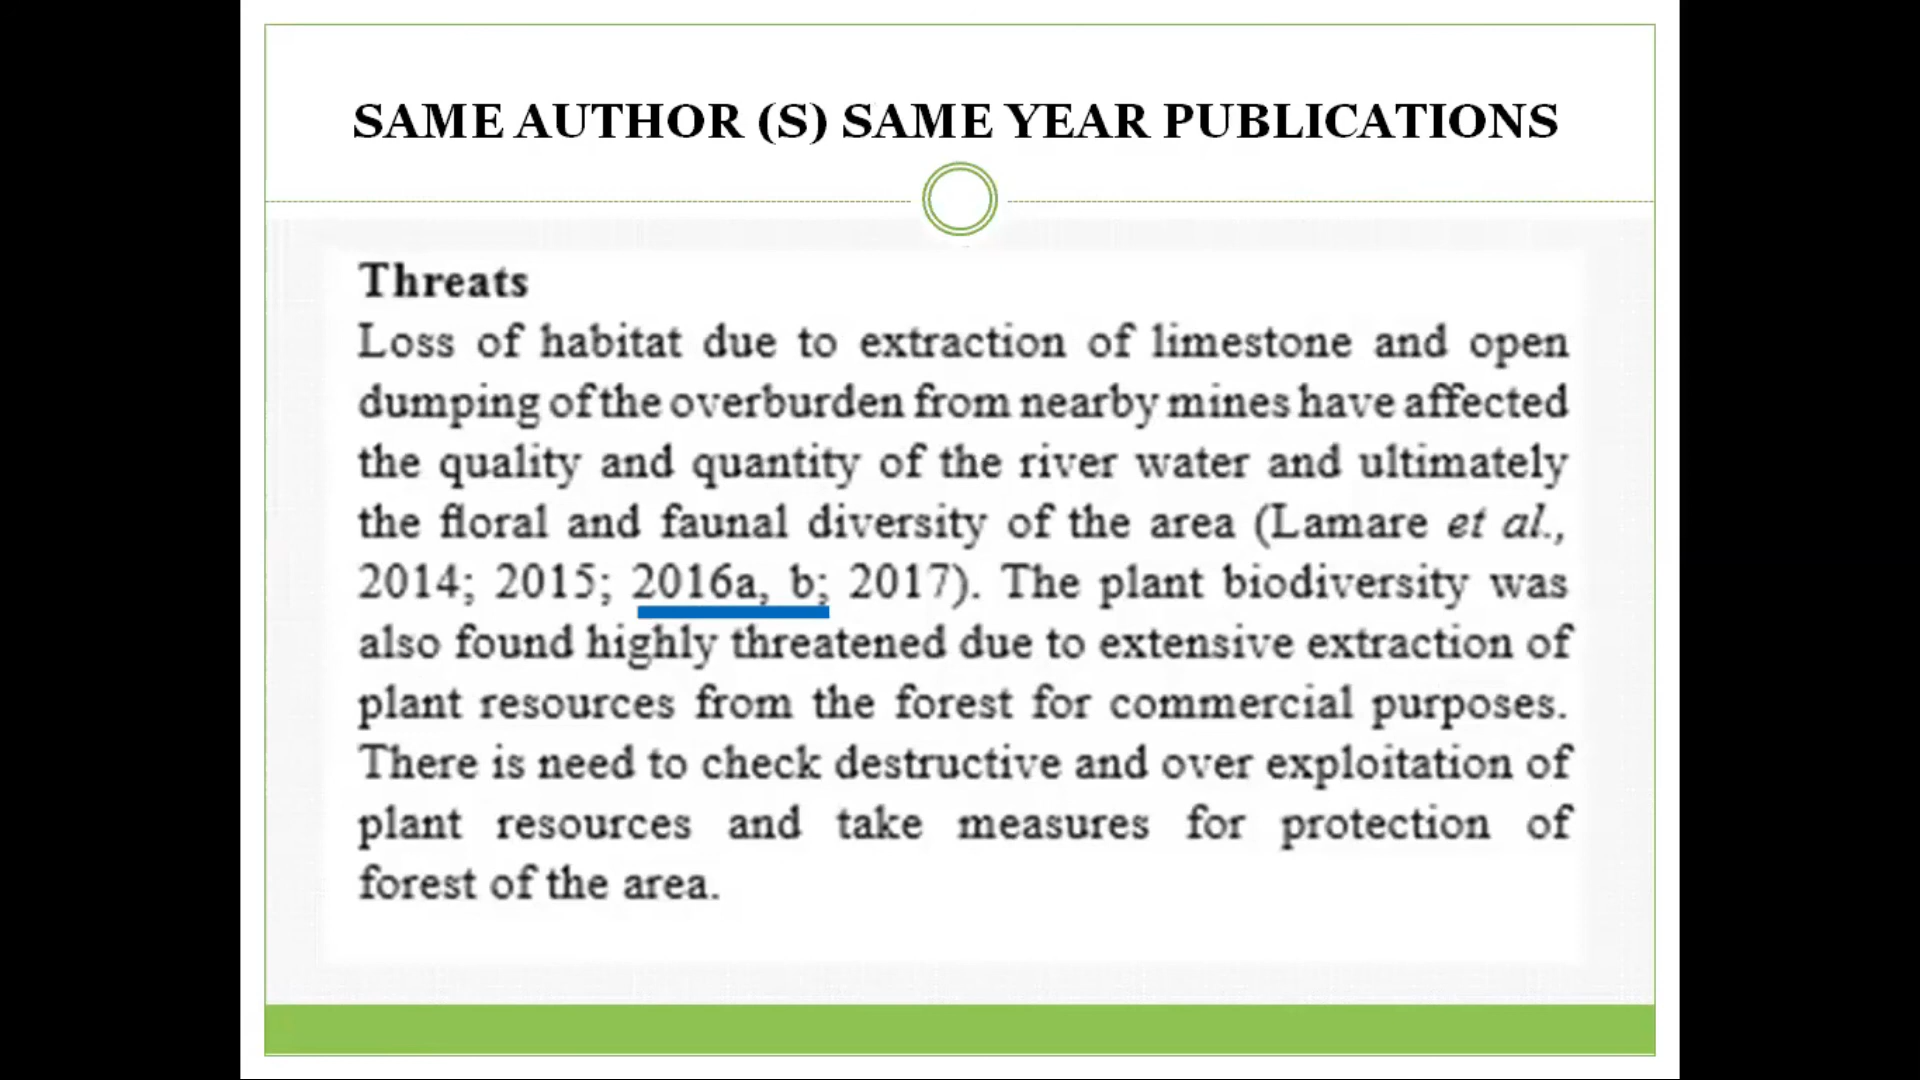 SAME AUTHOR (S) SAME YEAR PUBLICATIONS
Threats
Loss of habitat due to extraction of limestone and open
dumping of the overburden from nearby mines have affected
the quality and quantity of the river water and ultimately
the floral and faunal diversity of the area (Lamare et al.,
2014; 2015; 2016a, b; 2017). The plant biodiversity was
also found highly threatened due to extensive extraction of
plant resources from the forest for commercial purposes.
There is need to check destructive and over exploitation of
plant resources and take measures for protection of
forest of the area.